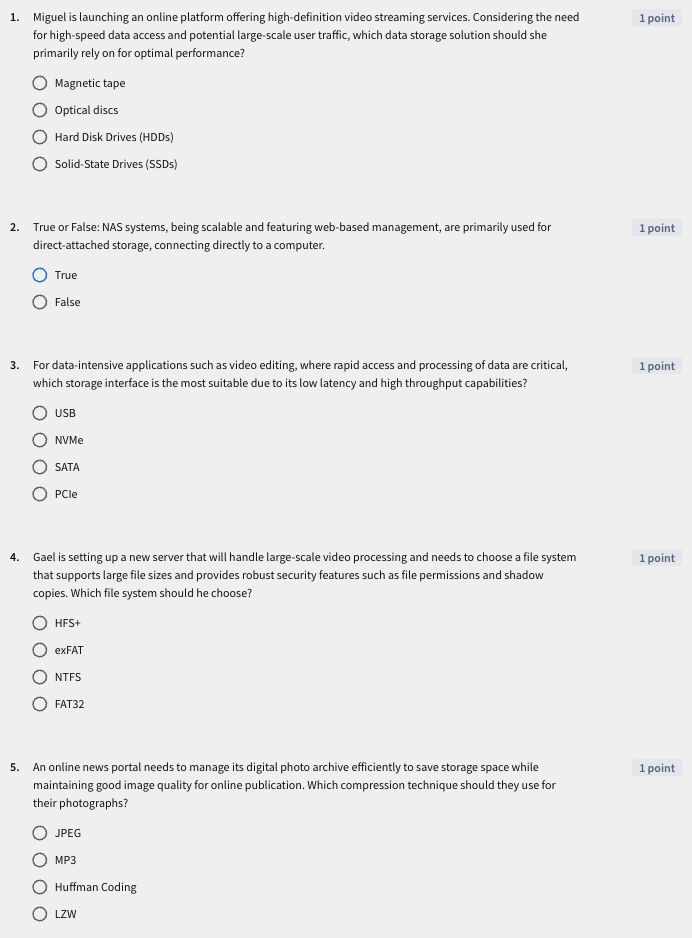 1. Miguel is launching an online platform offering high-definition video streaming services. Considering the need 1 point
for high-speed data access and potential large-scale user traffic, which data storage solution should she
primarily rely on for optimal performance?
Magnetic tape
Optical discs
Hard Disk Drives (HDDs)
Solid-State Drives (SSDs)
2. True or False: NAS systems, being scalable and featuring web-based management, are primarily used for 1 point
direct-attached storage, connecting directly to a computer.
True
False
3. For data-intensive applications such as video editing, where rapid access and processing of data are critical, 1 point
which storage interface is the most suitable due to its low latency and high throughput capabilities?
USB
NVMe
SATA
PCIe
4. Gael is setting up a new server that will handle large-scale video processing and needs to choose a file system 1 point
that supports large file sizes and provides robust security features such as file permissions and shadow
copies. Which file system should he choose?
HFS+
exFAT
NTFS
FAT32
5. An online news portal needs to manage its digital photo archive efficiently to save storage space while 1 point
maintaining good image quality for online publication. Which compression technique should they use for
their photographs?
JPEG
MP3
Huffman Coding
LZW